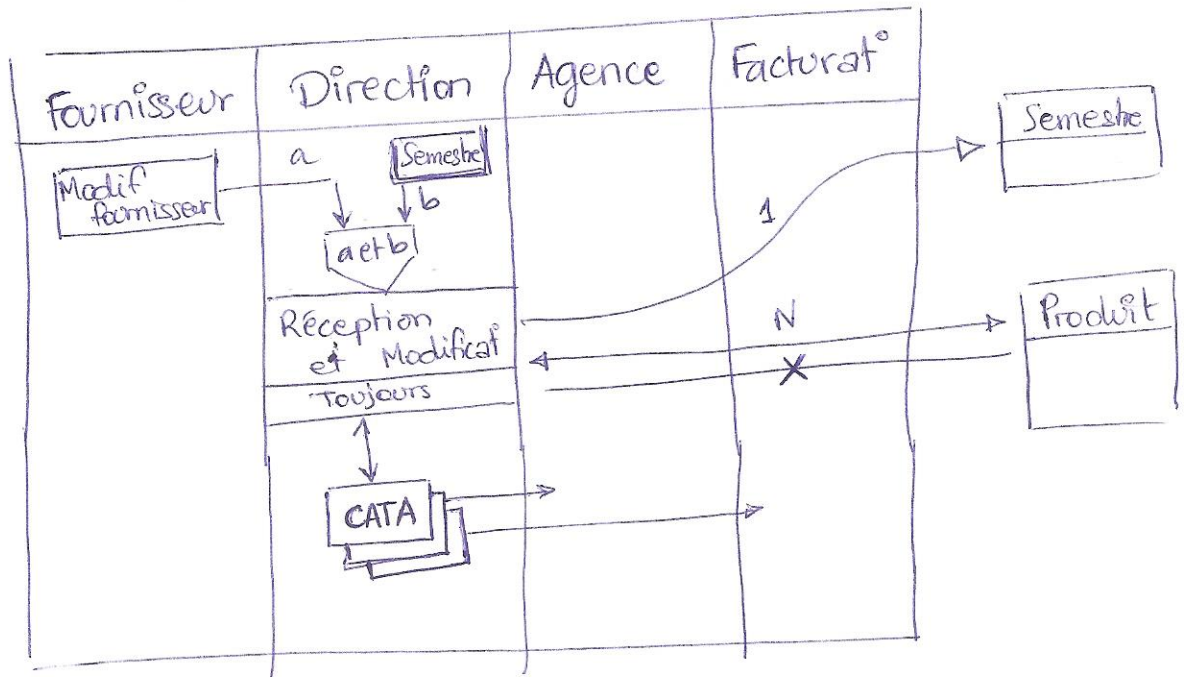 Fournisseur
Direction
Agence
Facturat°
Modif
fournisseur
a
Semestre
b
a et b
Réception
et Modificat°
Toujours
CATA
1
N
X
Semestre
Produit